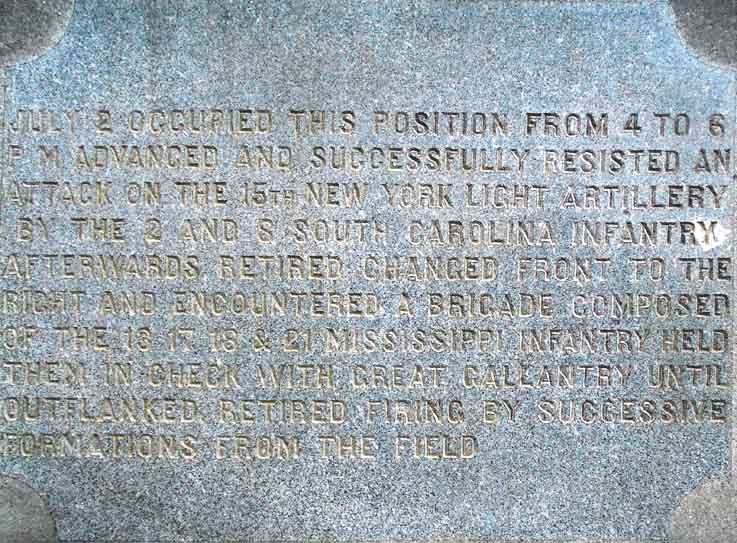 JULY 2 OCCUPIED THIS POSITION FROM 4 TO 6
P M ADVANCED AND SUCCESSFULLY RESISTED AN
ATTACK ON THE 15TH NEW YORK LIGHT ARTILLERY
BY THE 2 AND 8 SOUTH CAROLINA INFANTRY
AFTERWARDS RETIRED CHANGED FRONT TO THE
RIGHT AND ENCOUNTERED A BRIGADE COMPOSED
OF THE 13 17 18 & 21 MISSISSIPPI INFANTRY HELD
THEM IN CHECK WITH GREAT GALLANTRY UNTIL
OUTFLANKED RETIRED FIRING BY SUCCESSIVE
FORMATIONS FROM THE FIELD